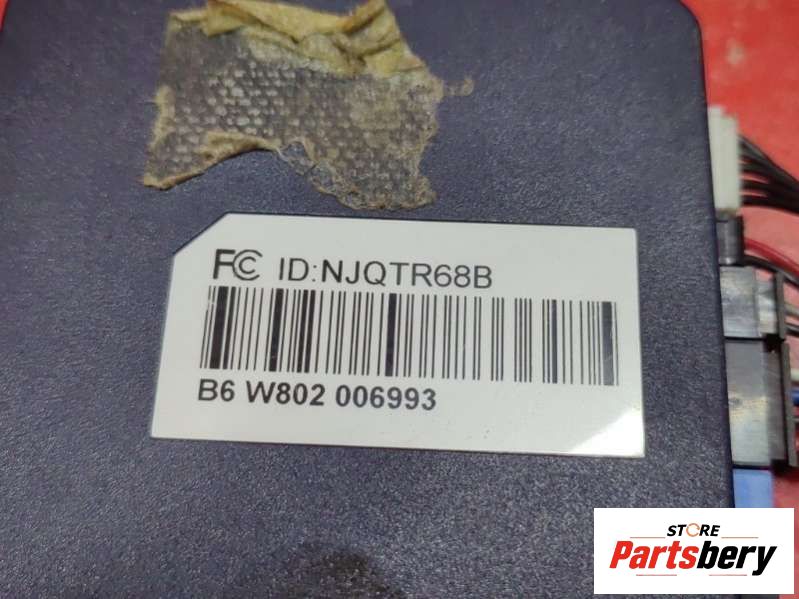 FC ID:NJQTR68B
B6 W802 006993
STORE
Partsbery